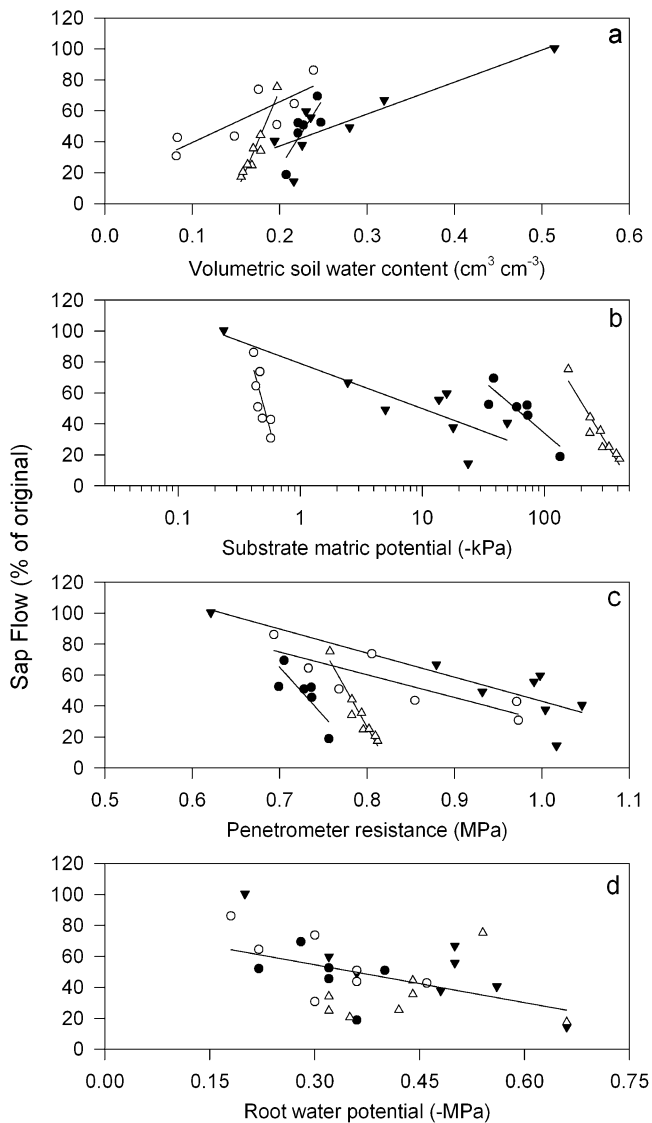 Sap Flow (% of original)
a
120
100
80
60
40
20
0
0.0 0.1 0.2 0.3 0.4 0.5 0.6
Volumetric soil water content (cm³ cm⁻³)
b
120
100
80
60
40
20
0
0.1 1 10 100
Substrate matric potential (-kPa)
c
120
100
80
60
40
20
0
0.5 0.6 0.7 0.8 0.9 1.0 1.1
Penetrometer resistance (MPa)
d
120
100
80
60
40
20
0
0.00 0.15 0.30 0.45 0.60 0.75
Root water potential (-MPa)